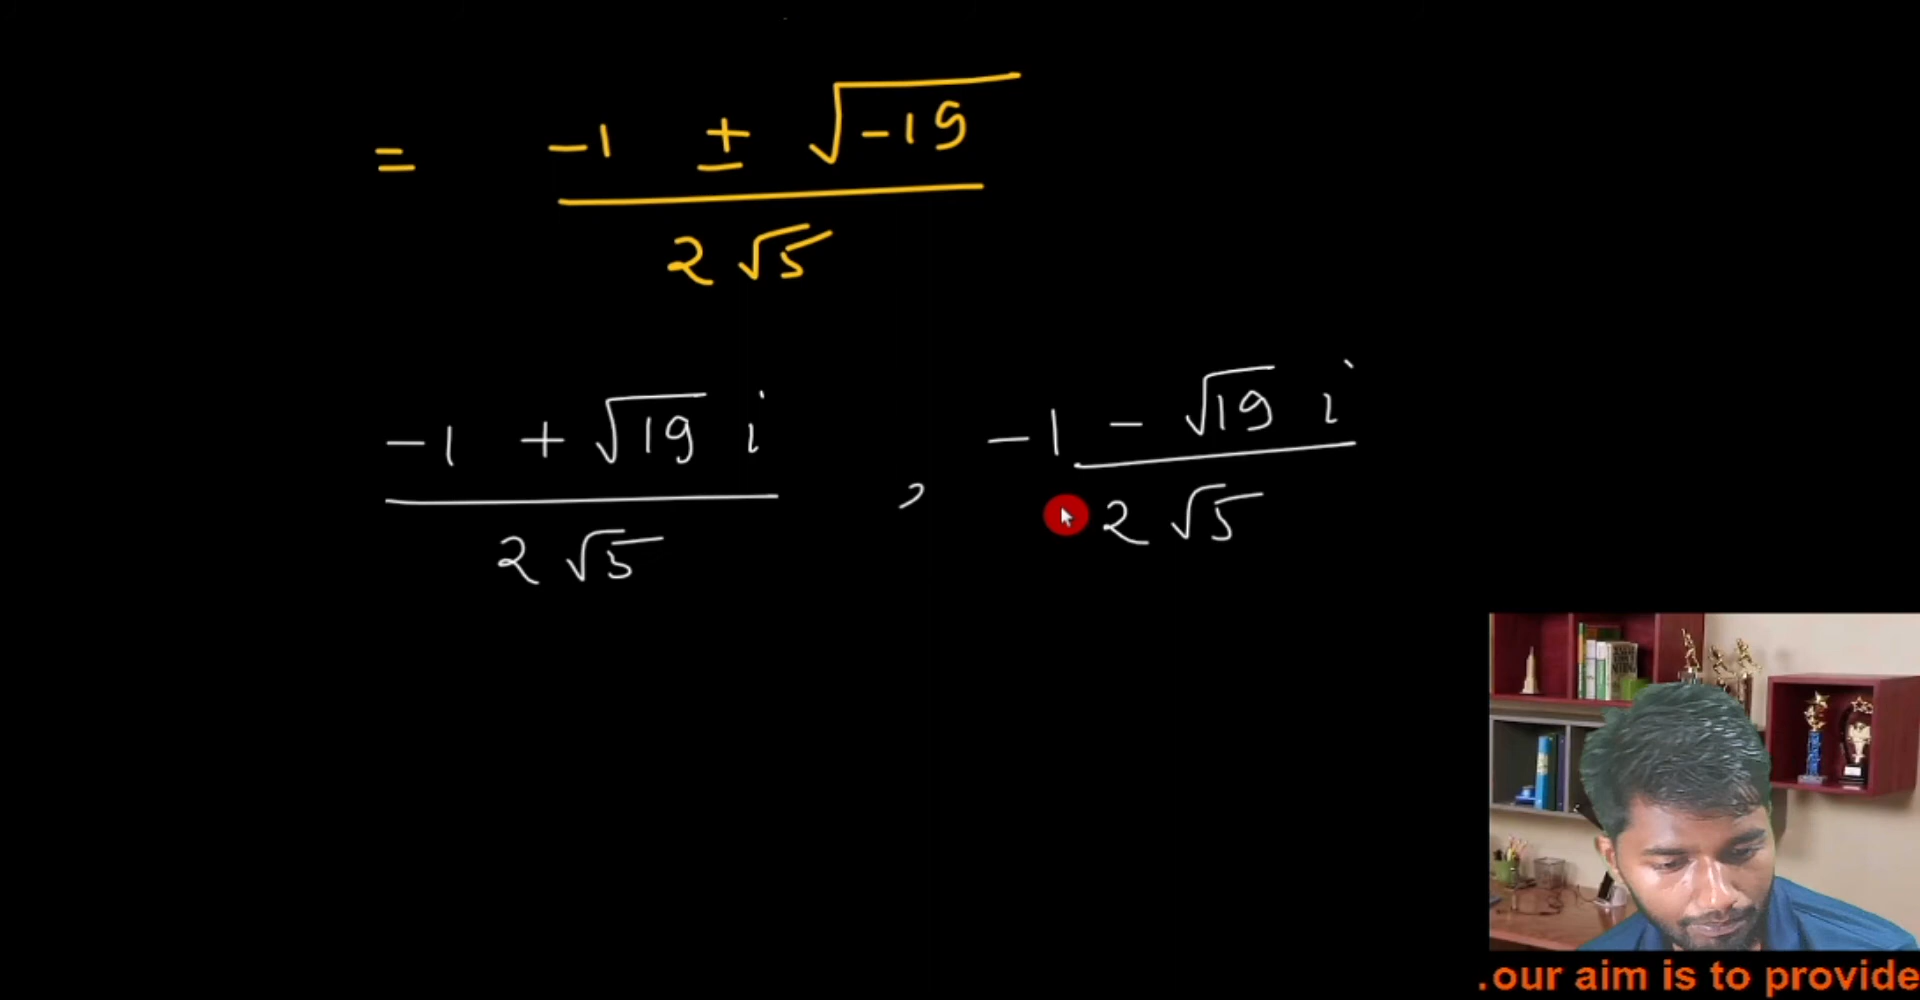 = (-1 ± √-19) / (2√5)
(-1 + √19 i) / (2√5) , (-1 - √19 i) / (2√5)
.our aim is to provide